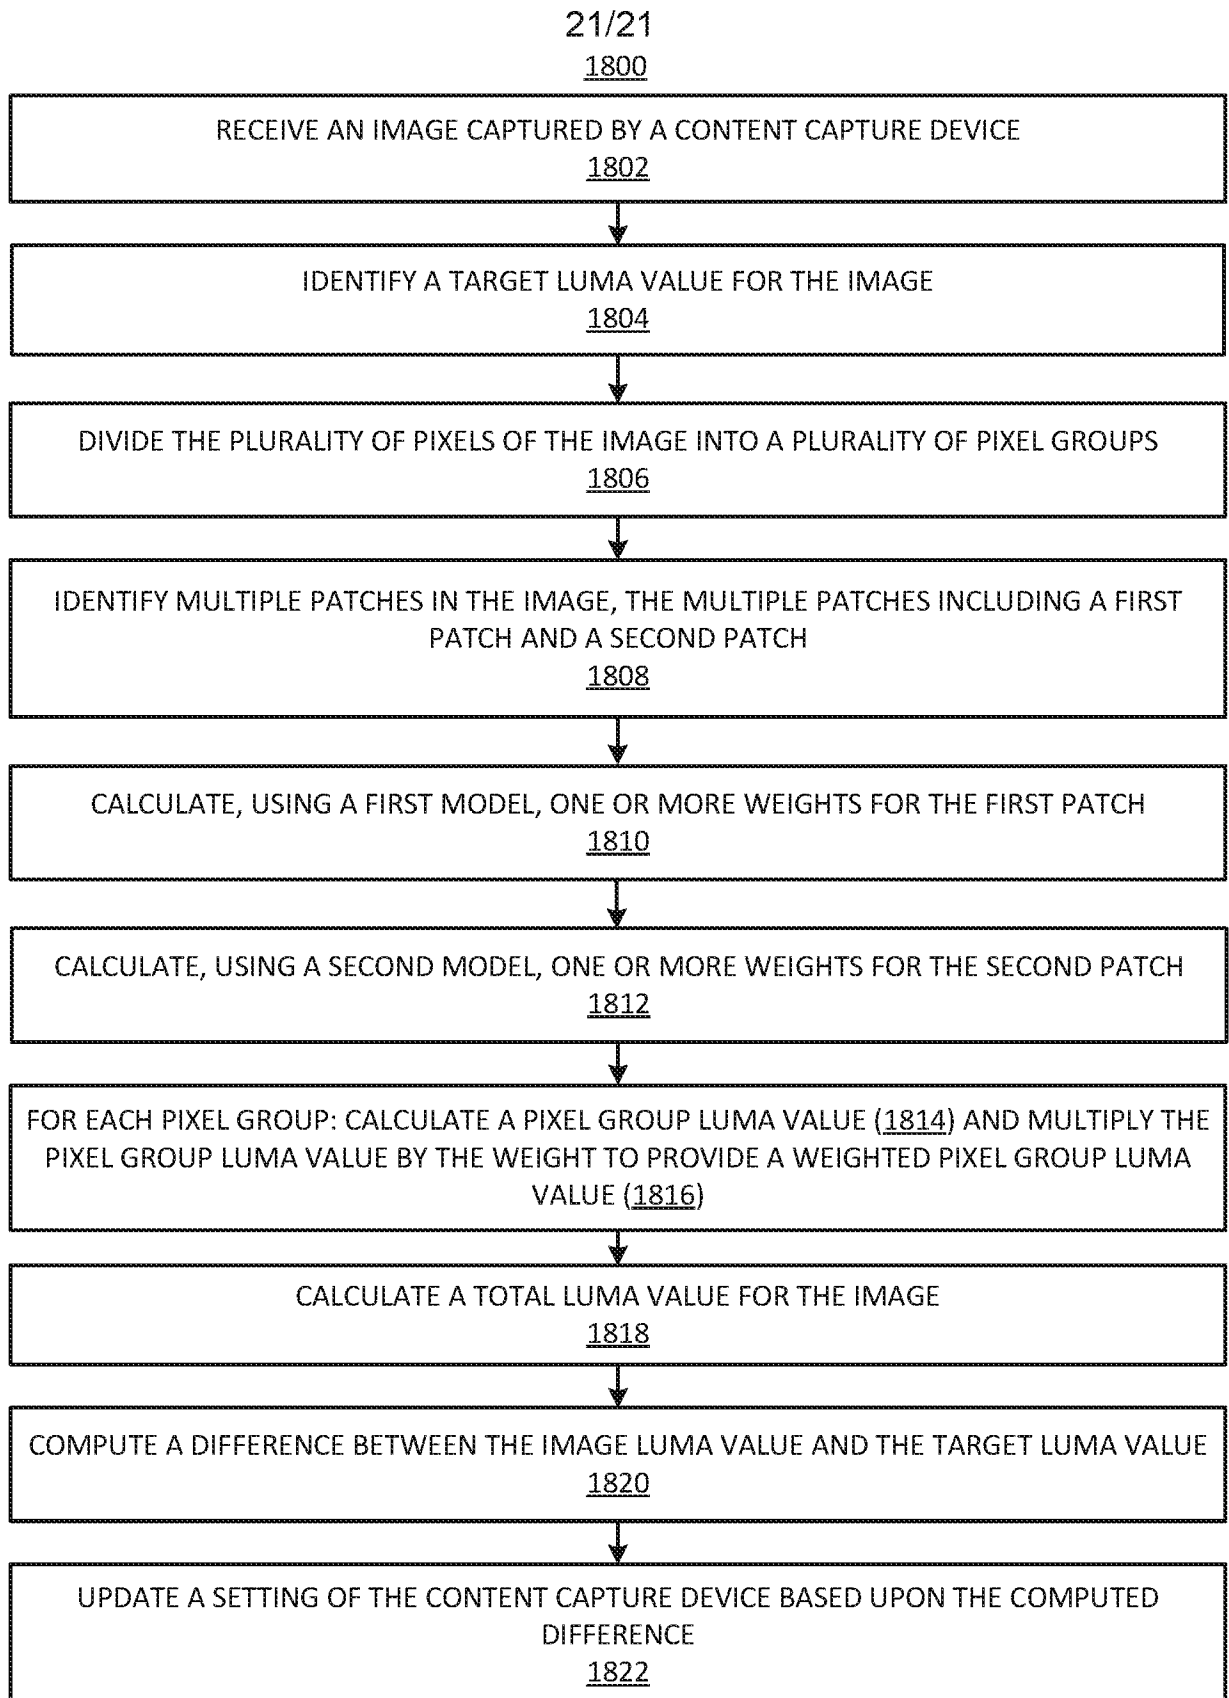 21/21
1800
RECEIVE AN IMAGE CAPTURED BY A CONTENT CAPTURE DEVICE
1802
IDENTIFY A TARGET LUMA VALUE FOR THE IMAGE
1804
DIVIDE THE PLURALITY OF PIXELS OF THE IMAGE INTO A PLURALITY OF PIXEL GROUPS
1806
IDENTIFY MULTIPLE PATCHES IN THE IMAGE, THE MULTIPLE PATCHES INCLUDING A FIRST
PATCH AND A SECOND PATCH
1808
CALCULATE, USING A FIRST MODEL, ONE OR MORE WEIGHTS FOR THE FIRST PATCH
1810
CALCULATE, USING A SECOND MODEL, ONE OR MORE WEIGHTS FOR THE SECOND PATCH
1812
FOR EACH PIXEL GROUP: CALCULATE A PIXEL GROUP LUMA VALUE (1814) AND MULTIPLY THE
PIXEL GROUP LUMA VALUE BY THE WEIGHT TO PROVIDE A WEIGHTED PIXEL GROUP LUMA
VALUE (1816)
CALCULATE A TOTAL LUMA VALUE FOR THE IMAGE
1818
COMPUTE A DIFFERENCE BETWEEN THE IMAGE LUMA VALUE AND THE TARGET LUMA VALUE
1820
UPDATE A SETTING OF THE CONTENT CAPTURE DEVICE BASED UPON THE COMPUTED
DIFFERENCE
1822